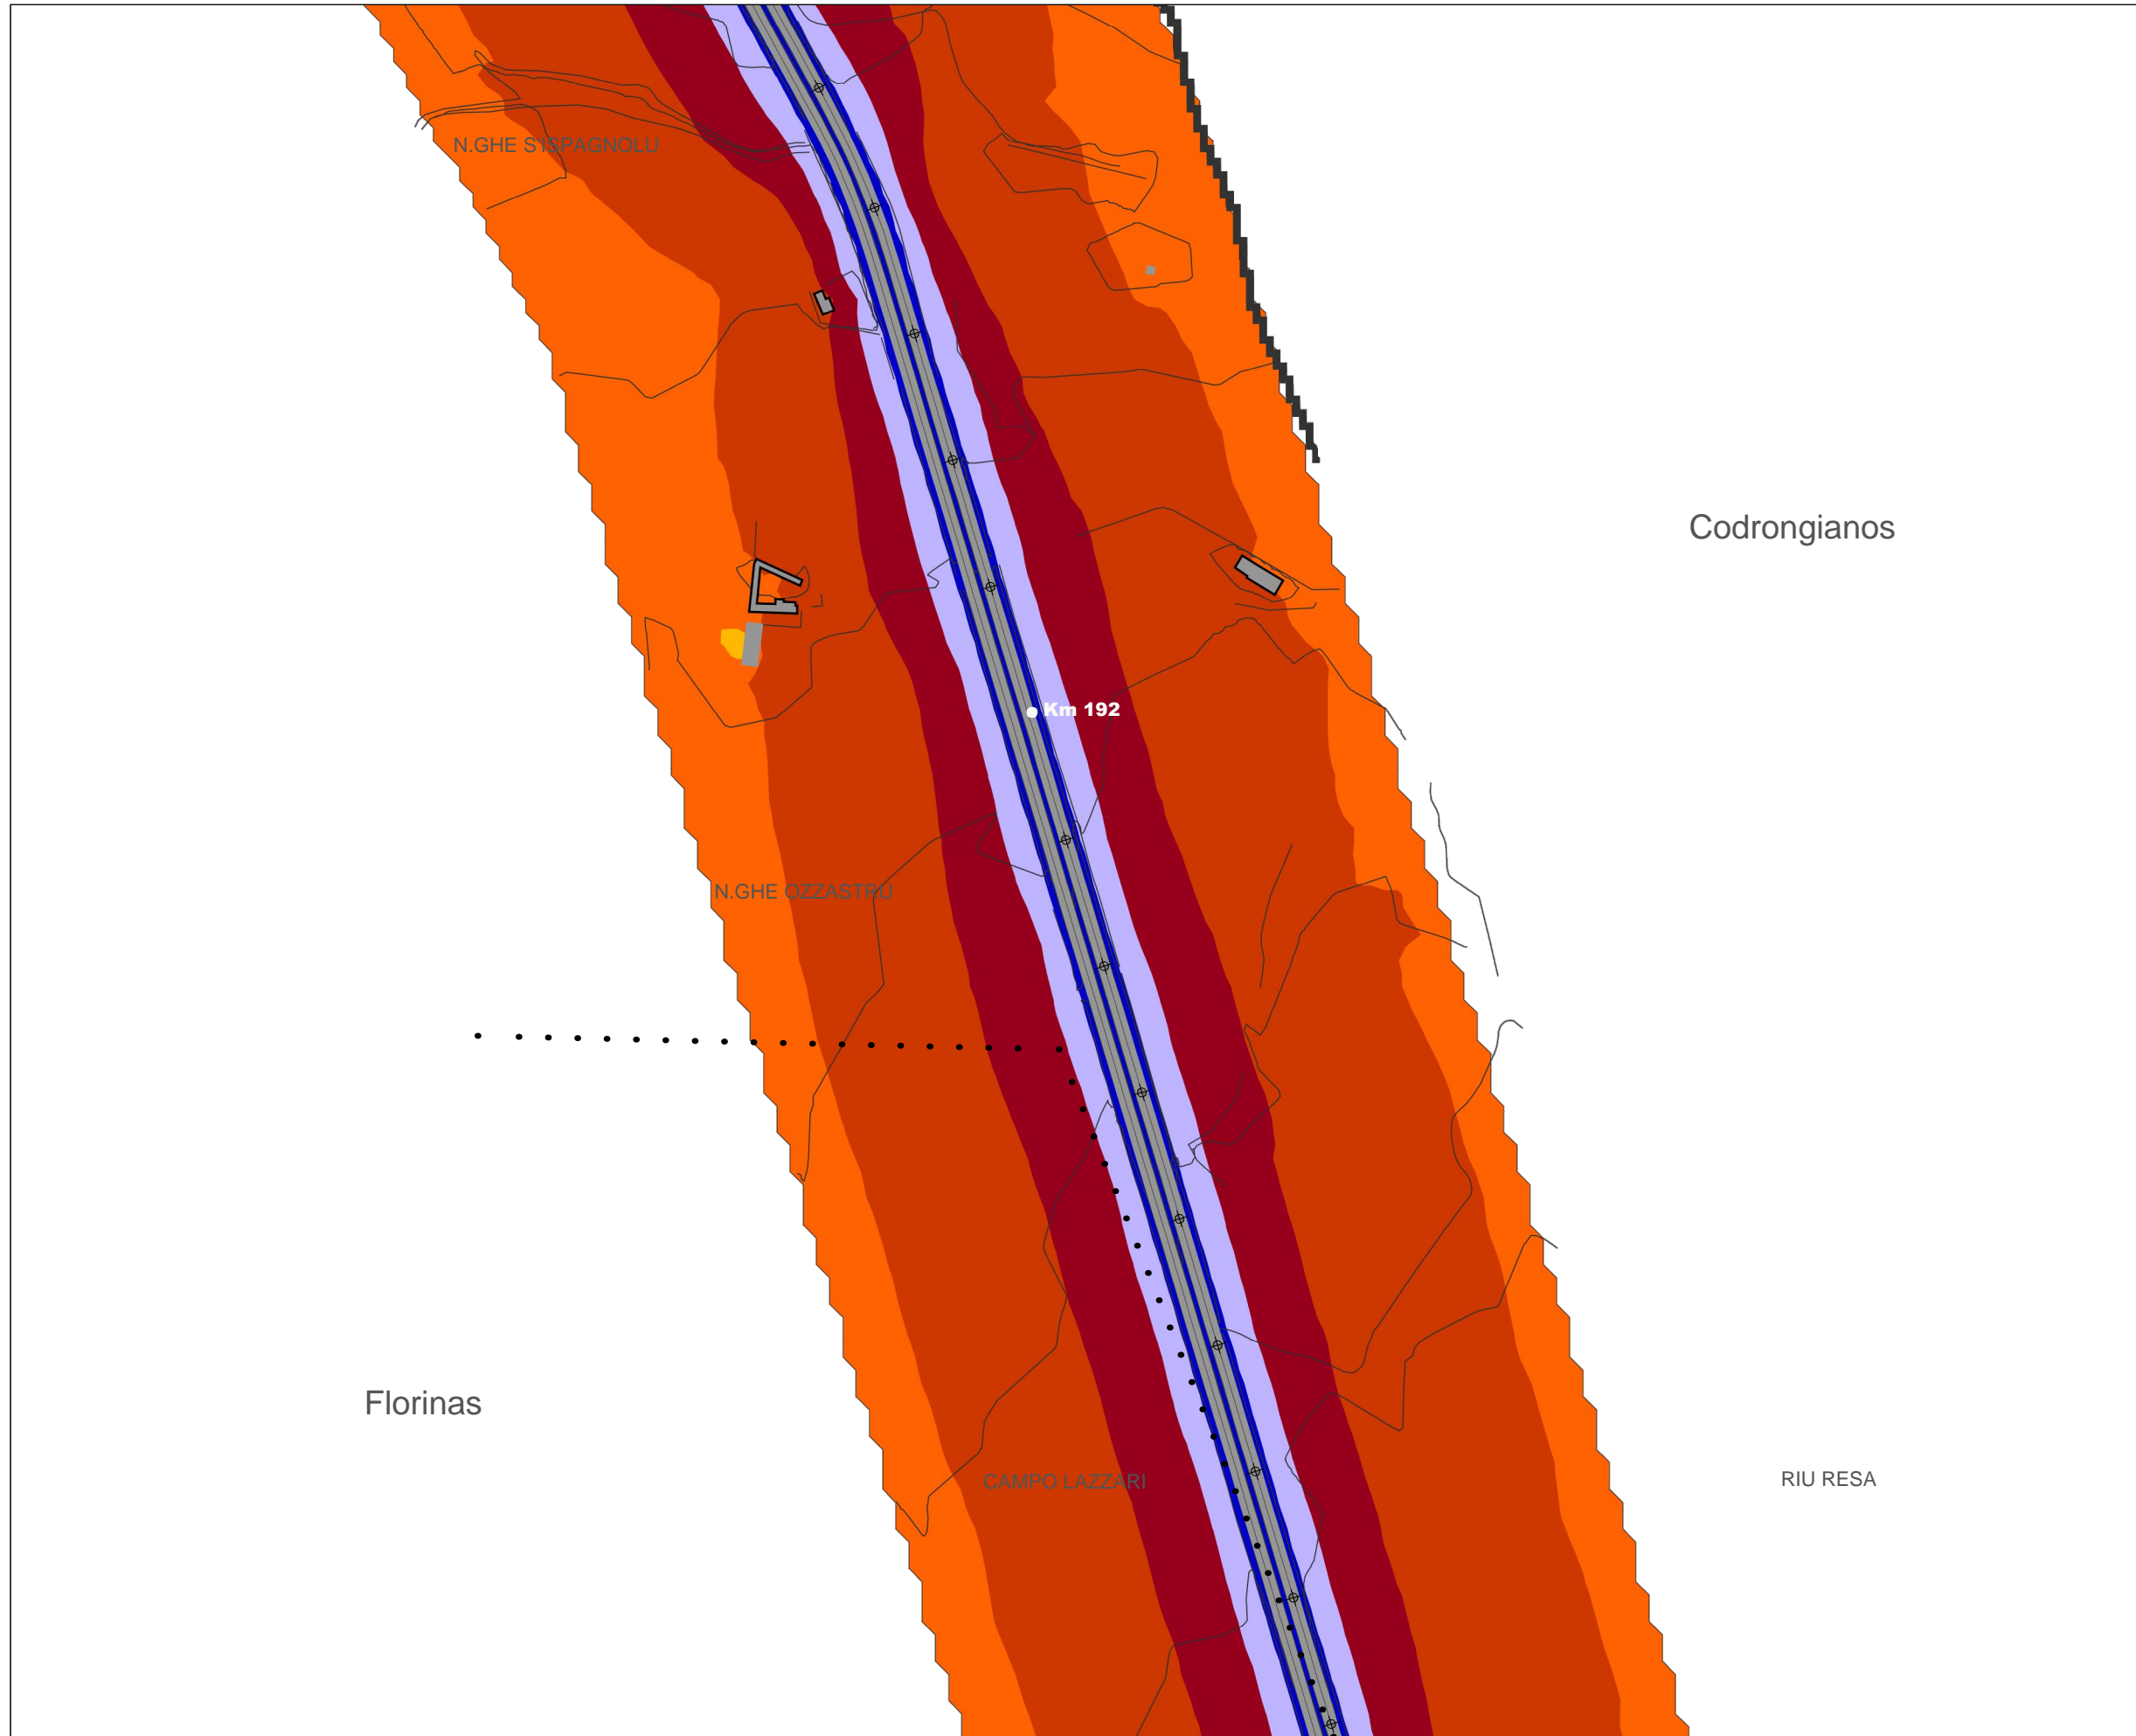 N.GHE S'ISPAGNOLU
Codrongianos
Km 192
N.GHE OZZASTRU
Florinas
CAMPO LAZZARI
RIU RESA